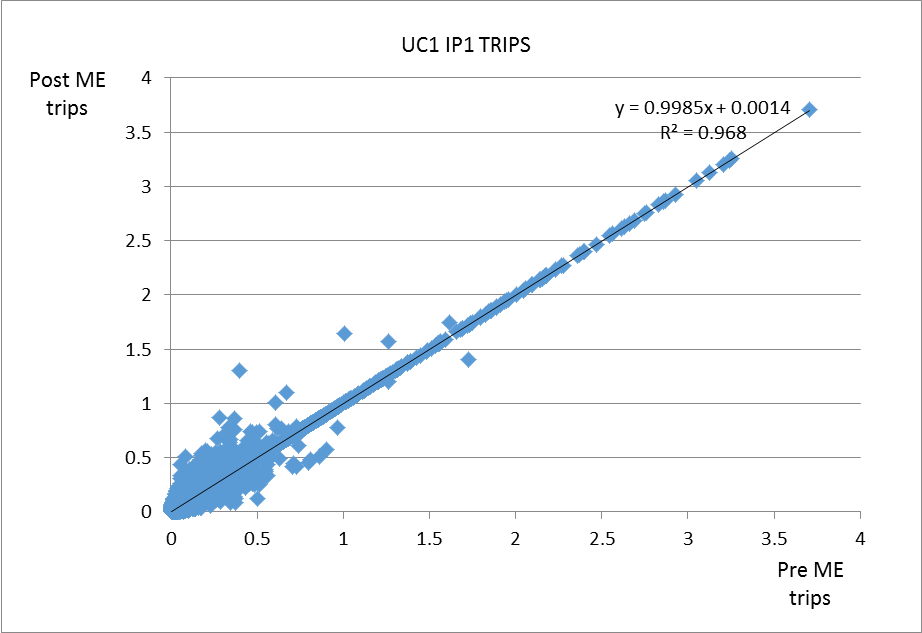 UC1 IP1 TRIPS
Post ME
trips
4
3.5
3
2.5
2
1.5
1
0.5
0
y = 0.9985x + 0.0014
R² = 0.968
0 0.5 1 1.5 2 2.5 3 3.5 4
Pre ME
trips